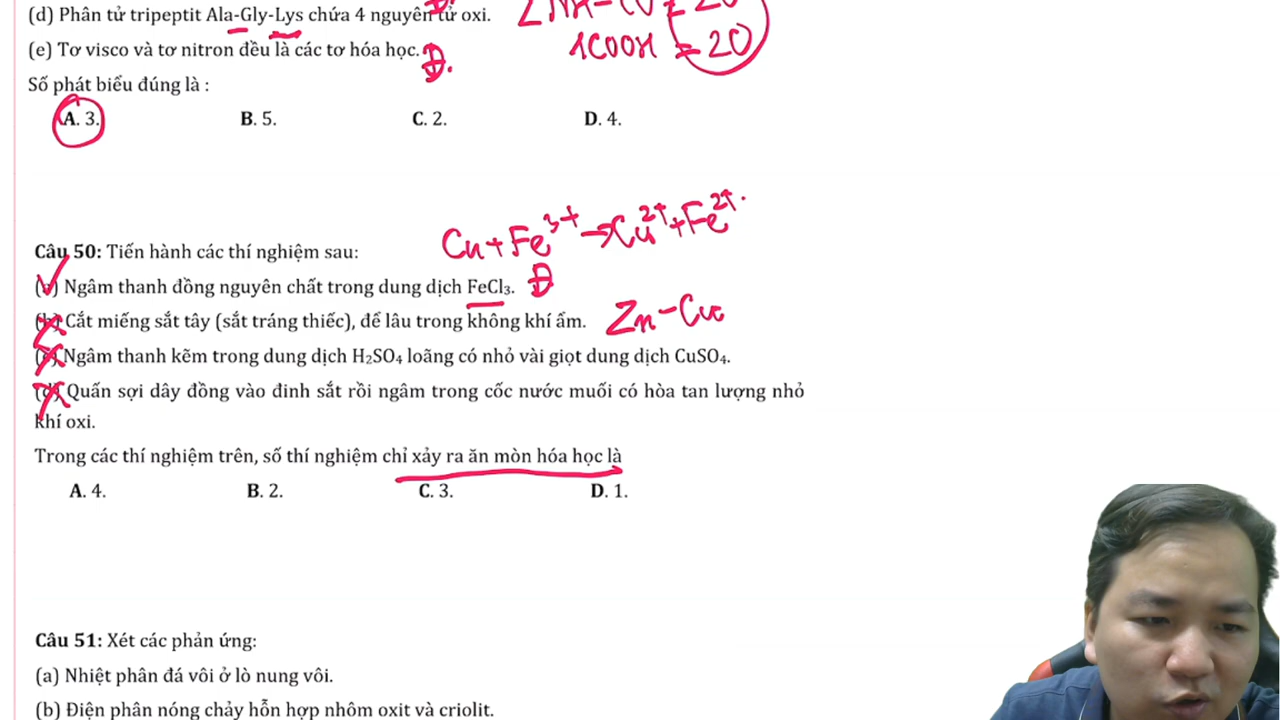 (d) Phân tử tripeptit Ala-Gly-Lys chứa 4 nguyên tử oxi.
(e) Tơ visco và tơ nitron đều là các tơ hóa học. Đ.
1COOH = 20
Số phát biểu đúng là :
A. 3. B. 5. C. 2. D. 4.
Cu + Fe³⁺ → Cu²⁺ + Fe²⁺.
Câu 50: Tiến hành các thí nghiệm sau:
Ngâm thanh đồng nguyên chất trong dung dịch FeCl₃. Đ
Cắt miếng sắt tây (sắt tráng thiếc), để lâu trong không khí ẩm. Zn - Cu
Ngâm thanh kẽm trong dung dịch H₂SO₄ loãng có nhỏ vài giọt dung dịch CuSO₄.
Quấn sợi dây đồng vào đinh sắt rồi ngâm trong cốc nước muối có hòa tan lượng nhỏ
khí oxi.
Trong các thí nghiệm trên, số thí nghiệm chỉ xảy ra ăn mòn hóa học là
A. 4. B. 2. C. 3. D. 1.
Câu 51: Xét các phản ứng:
(a) Nhiệt phân đá vôi ở lò nung vôi.
(b) Điện phân nóng chảy hỗn hợp nhôm oxit và criolit.